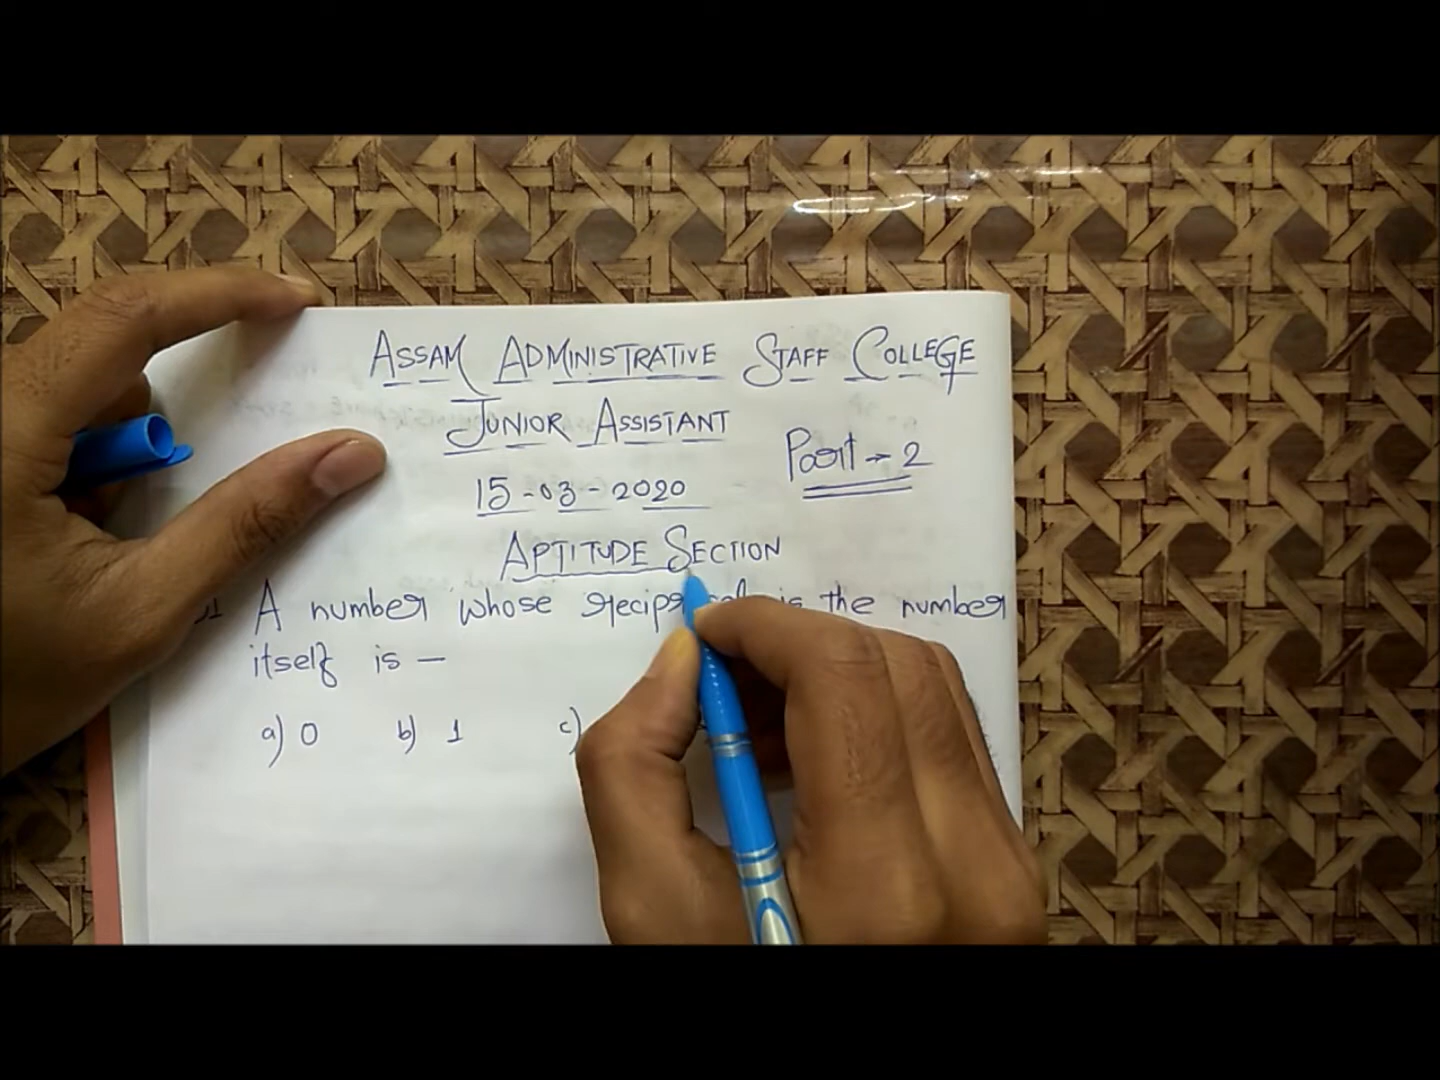 ASSAM ADMINISTRATIVE STAFF COLLEGE
JUNIOR ASSISTANT
Part → 2
15-03-2020
APTITUDE SECTION
A number whose is the number
itself is —
a) 0 b) 1 c)